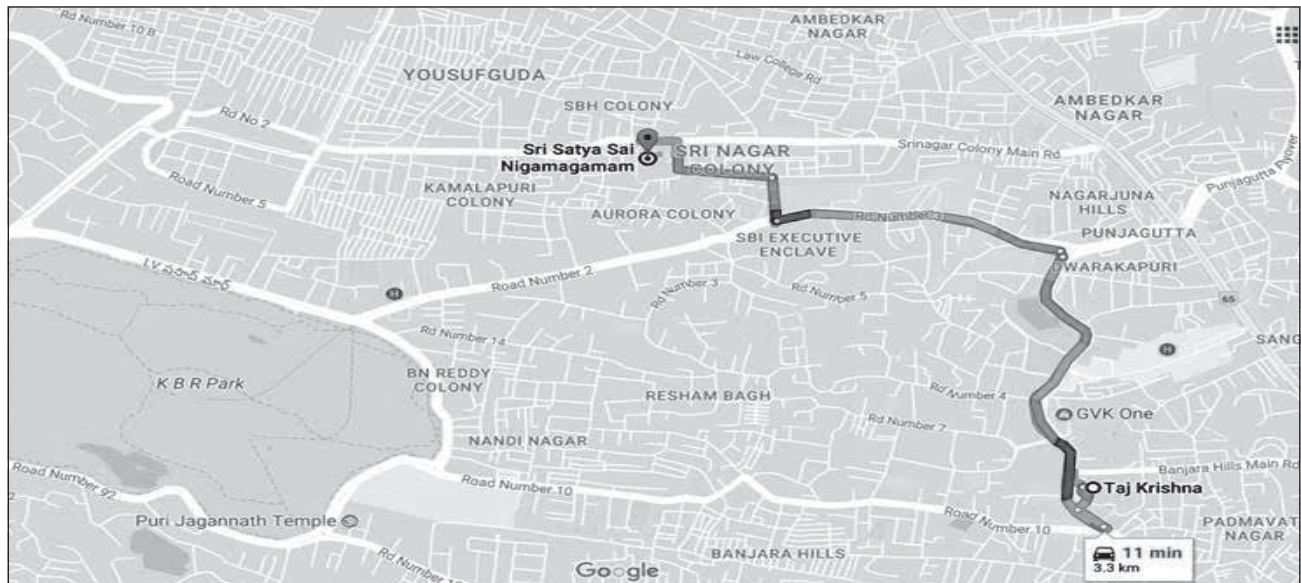 Rd Number 10 B
AMBEDKAR
NAGAR
Law College Rd
YOUSUFGUDA
SBH COLONY
AMBEDKAR
NAGAR
Rd No 2
Sri Satya Sai
Nigamagamam
SRI NAGAR
COLONY
Srinagar Colony Main Rd
Punjagutta Flyover
Road Number 5
KAMALAPURI
COLONY
AURORA COLONY
NAGARJUNA
HILLS
Rd Number 3
SBI EXECUTIVE
ENCLAVE
PUNJAGUTTA
DWARAKAPURI
Road Number 2
Rd Number 3
Rd Number 5
65
H
Rd Number 14
SANG
H
KBR Park
BN REDDY
COLONY
RESHAM BAGH
Rd Number 4
GVK One
Rd Number 7
NANDI NAGAR
Banjara Hills Main Rd
Road Number 92
Road Number 10
Taj Krishna
Puri Jagannath Temple
Road Number 10
PADMAVAT
NAGAR
BANJARA HILLS
11 min
3.3 km
Google